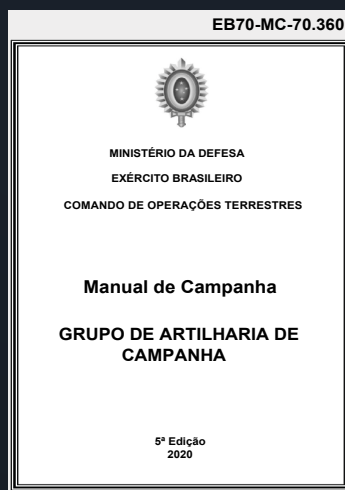 EB70-MC-70.360
MINISTÉRIO DA DEFESA
EXÉRCITO BRASILEIRO
COMANDO DE OPERAÇÕES TERRESTRES
Manual de Campanha
GRUPO DE ARTILHARIA DE
CAMPANHA
5ª Edição
2020